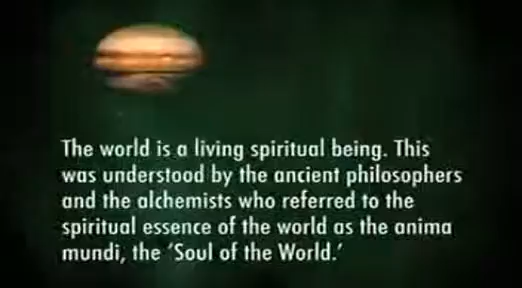 The world is a living spiritual being. This
was understood by the ancient philosophers
and the alchemists who referred to the
spiritual essence of the world as the anima
mundi, the ‘Soul of the World.’